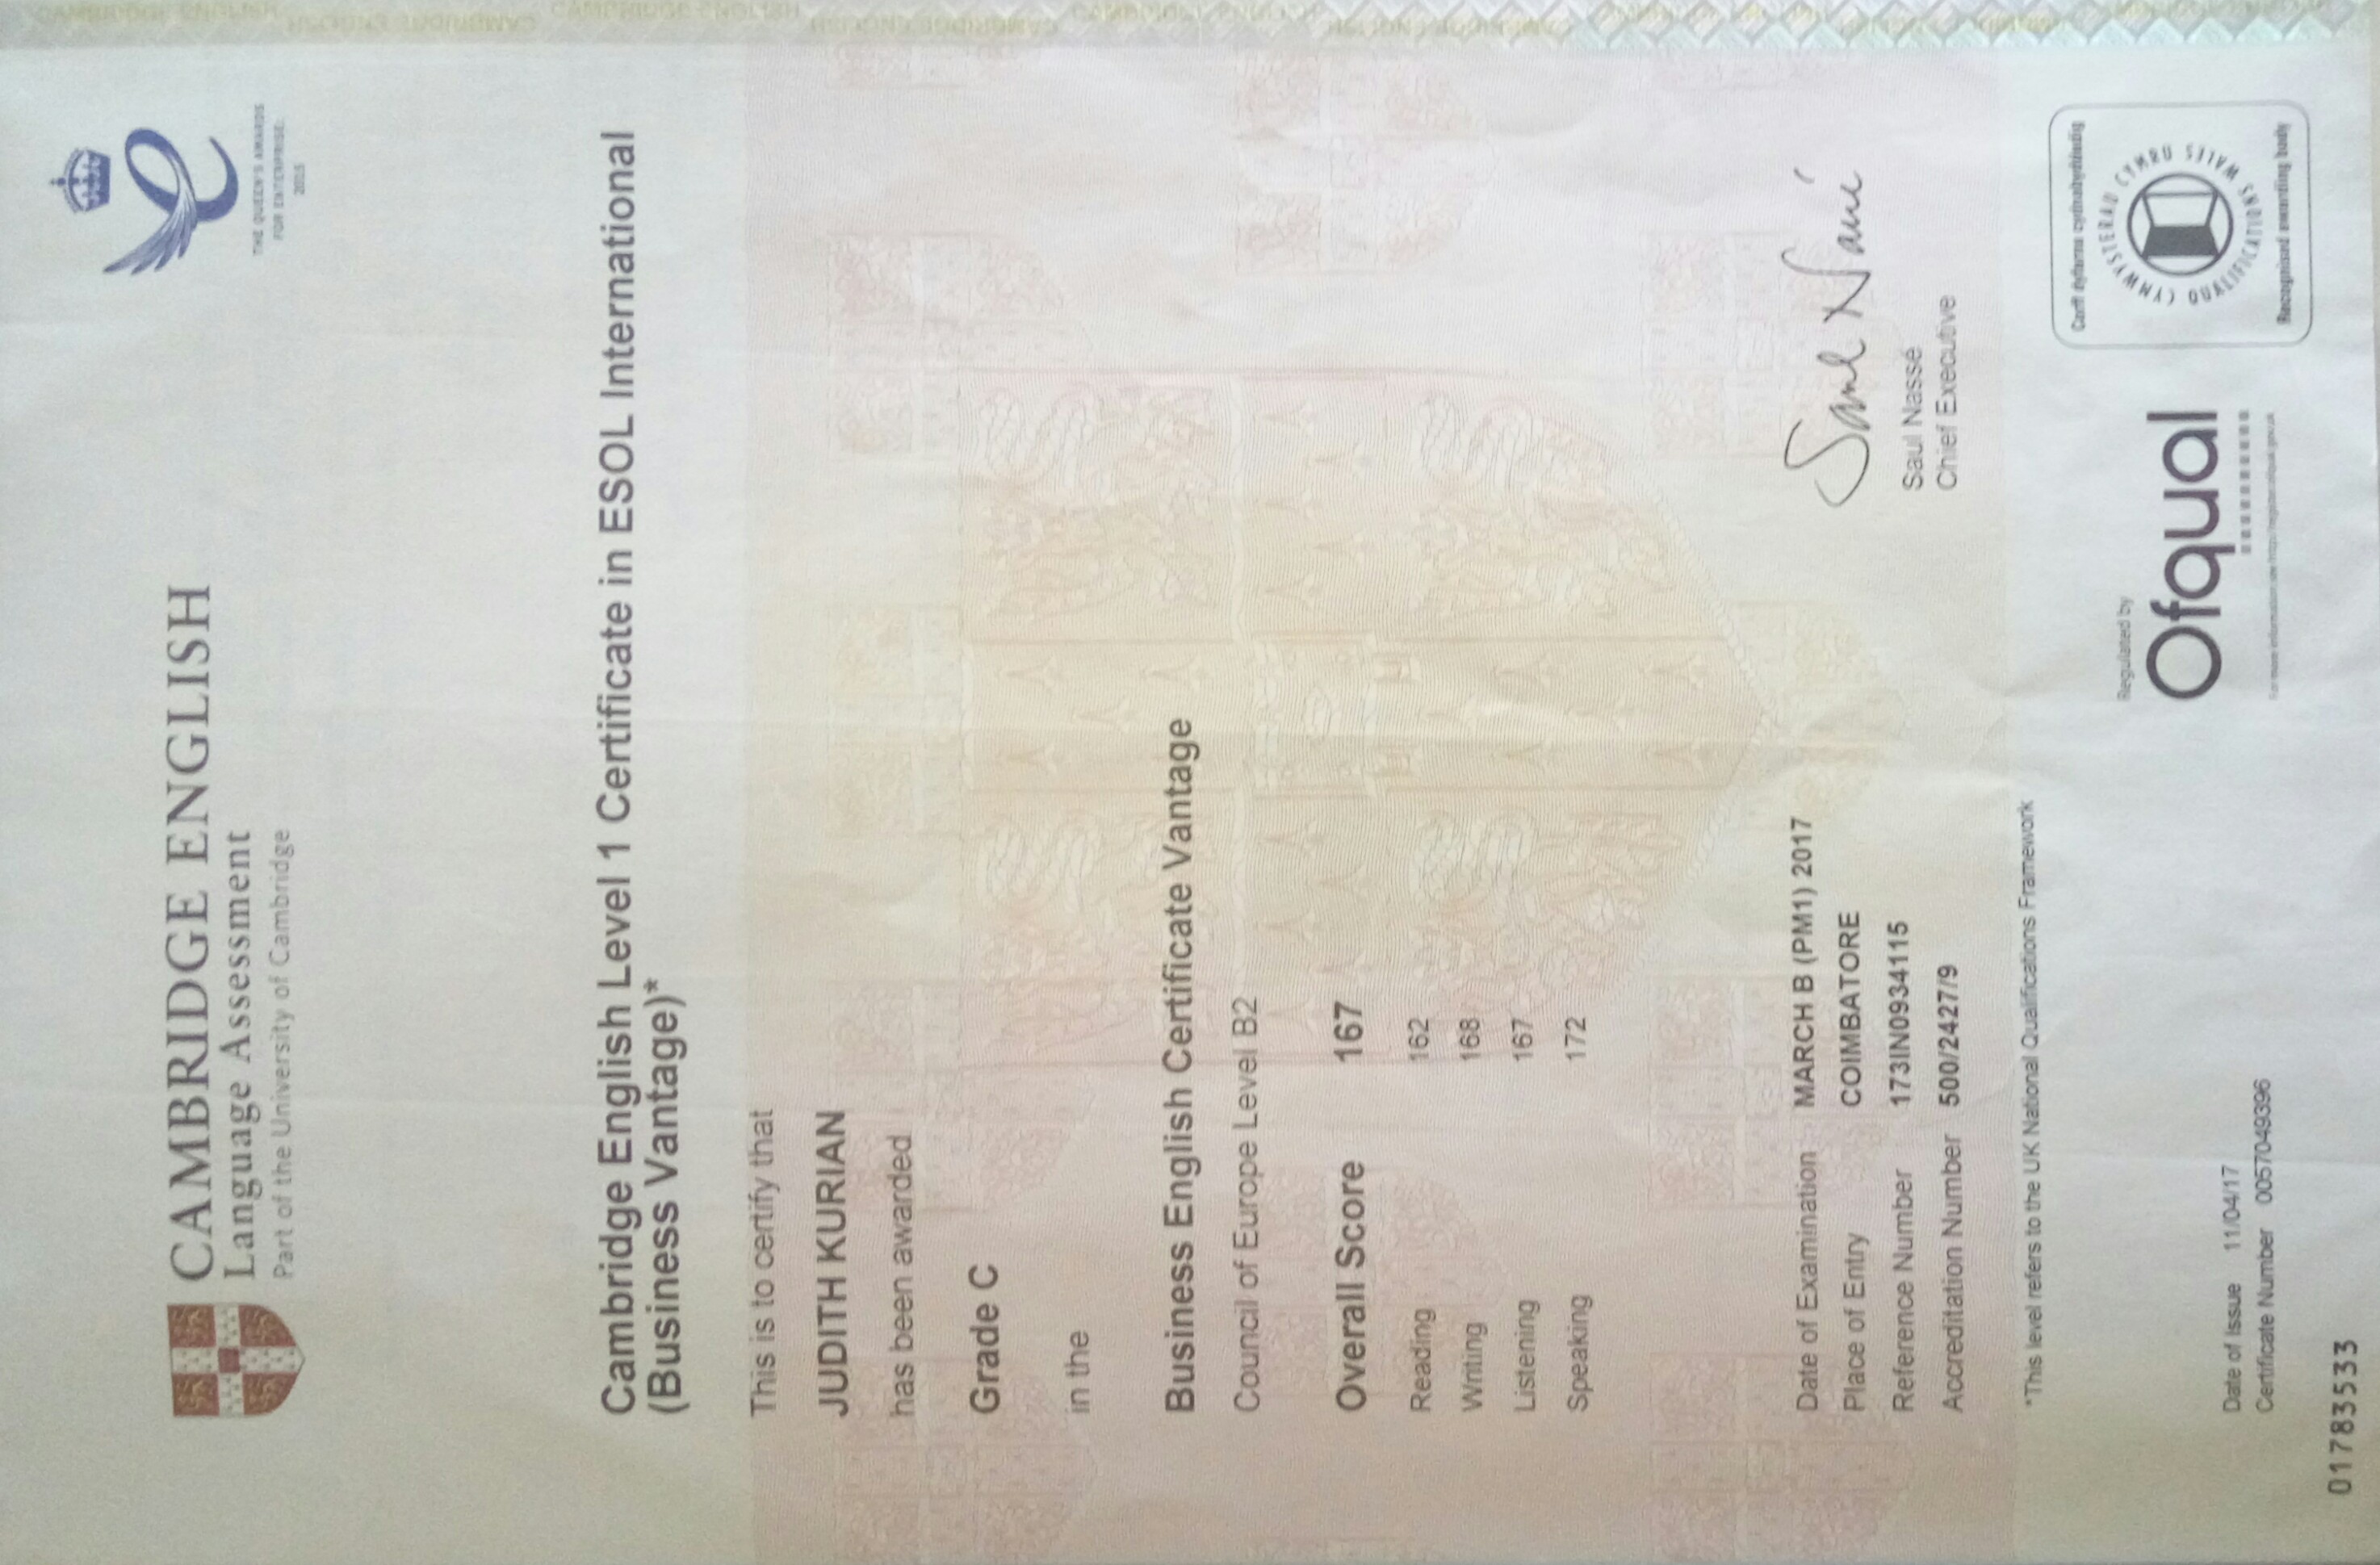 CAMBRIDGE ENGLISH
Language Assessment
Part of the University of Cambridge
THE QUEEN'S AWARDS
FOR ENTERPRISE:
2015
Cambridge English Level 1 Certificate in ESOL International
(Business Vantage)*
This is to certify that
JUDITH KURIAN
has been awarded
Grade C
in the
Business English Certificate Vantage
Council of Europe Level B2
Overall Score 167
Reading 162
Writing 168
Listening 167
Speaking 172
Date of Examination MARCH B (PM1) 2017
Place of Entry COIMBATORE
Reference Number 173IN0934115
Accreditation Number 500/2427/9
Saul Nassé
Saul Nassé
Chief Executive
*This level refers to the UK National Qualifications Framework
Regulated by
Ofqual
For more information see http://register.ofqual.gov.uk
Corff dyfarnu cydnabyddedig
CYMWYSTERAU CYMRU
QUALIFICATIONS WALES
Recognised awarding body
Date of Issue 11/04/17
Certificate Number 0057049396
01783533